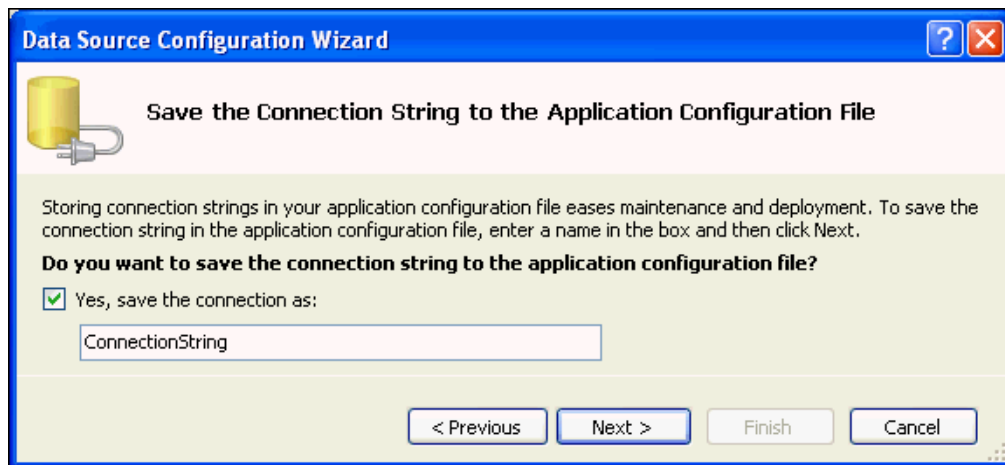 Data Source Configuration Wizard
?
Save the Connection String to the Application Configuration File
Storing connection strings in your application configuration file eases maintenance and deployment. To save the
connection string in the application configuration file, enter a name in the box and then click Next.
Do you want to save the connection string to the application configuration file?
Yes, save the connection as:
ConnectionString
< Previous Next > Finish Cancel